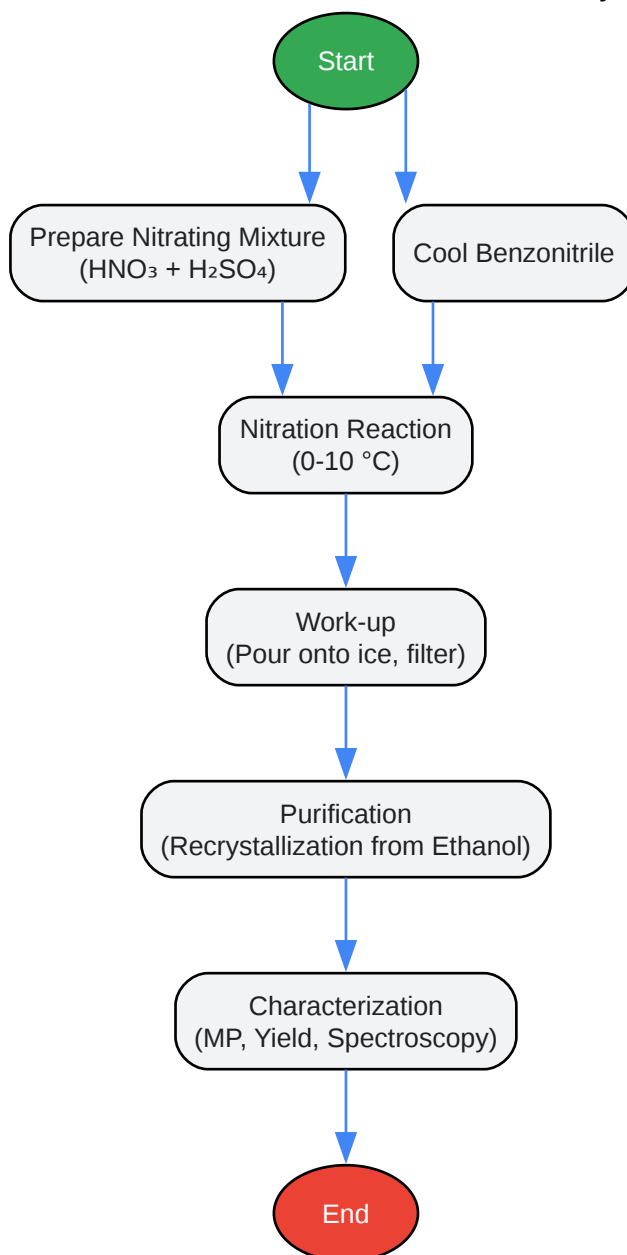 Start
Prepare Nitrating Mixture
(HNO₃ + H₂SO₄)
Cool Benzonitrile
Nitration Reaction
(0-10 °C)
Work-up
(Pour onto ice, filter)
Purification
(Recrystallization from Ethanol)
Characterization
(MP, Yield, Spectroscopy)
End